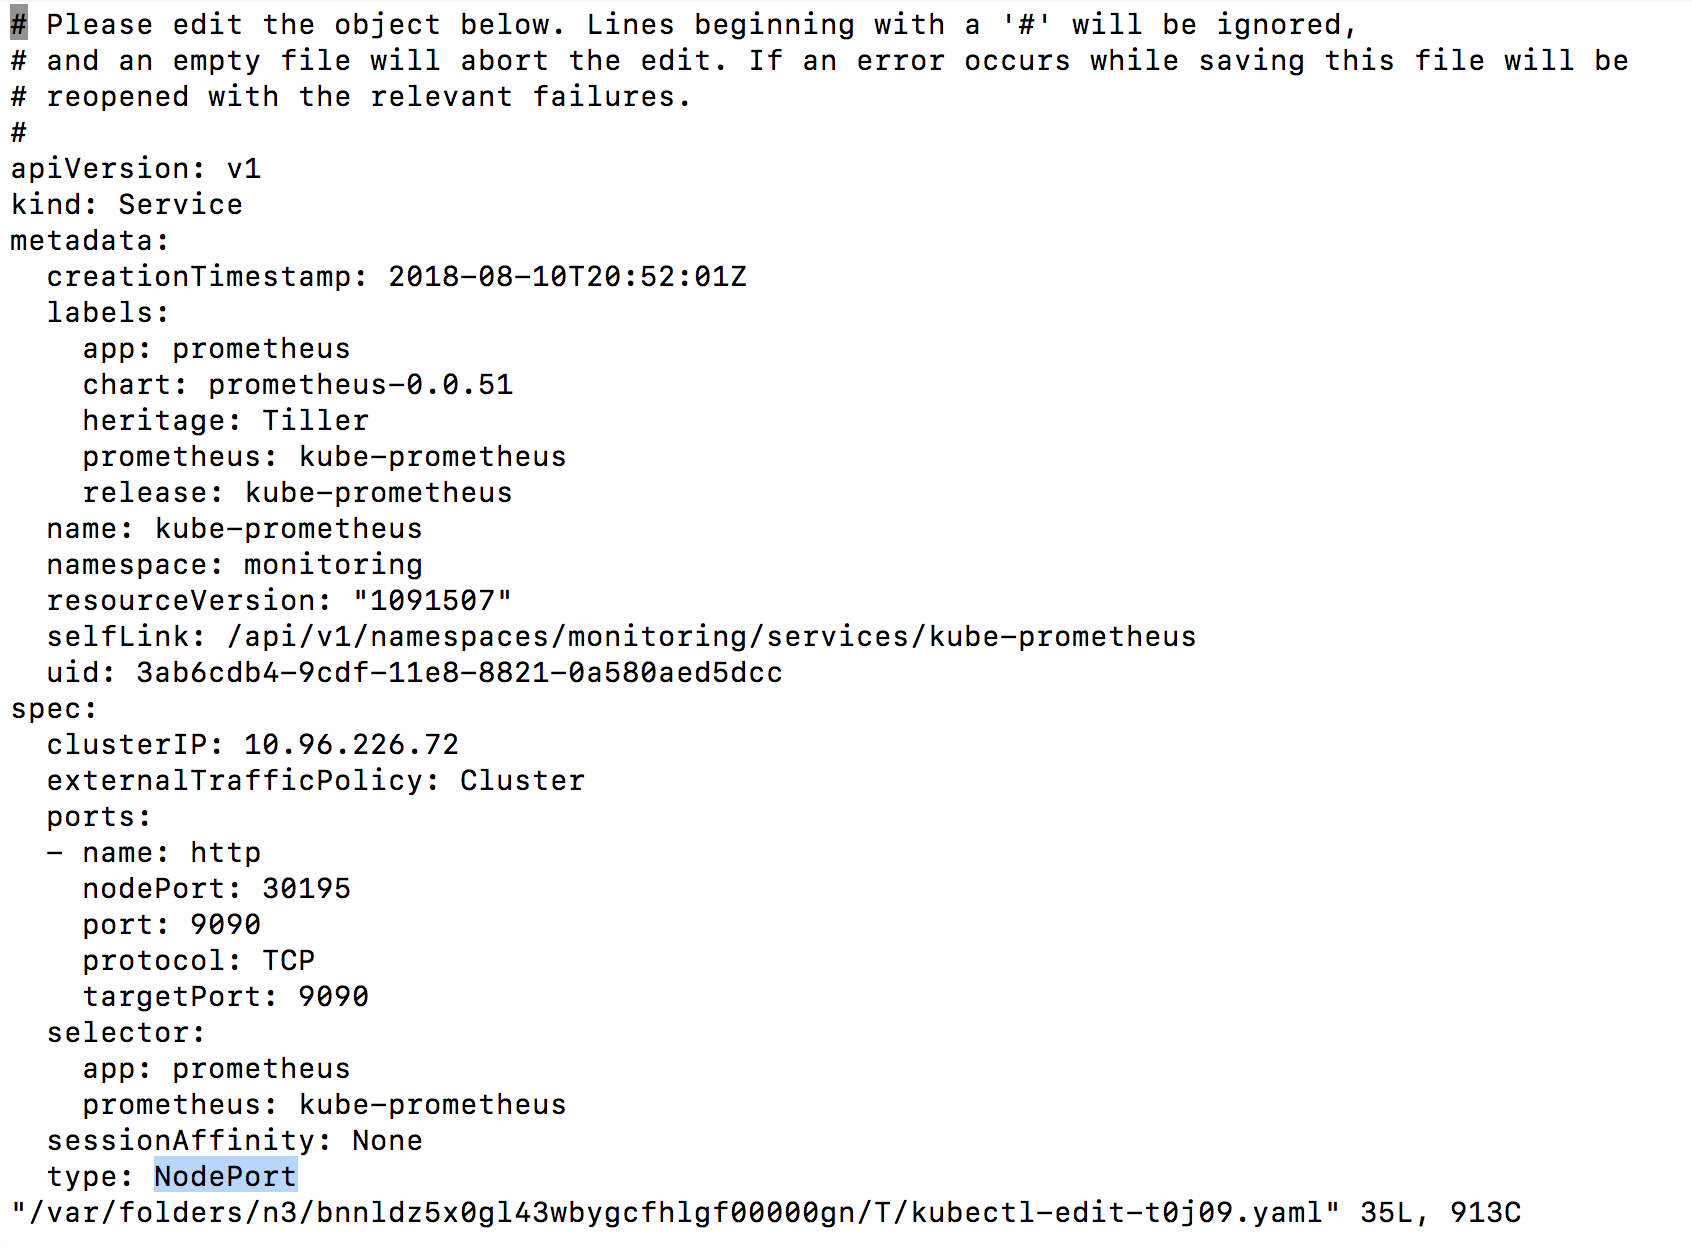 # Please edit the object below. Lines beginning with a '#' will be ignored,
# and an empty file will abort the edit. If an error occurs while saving this file will be
# reopened with the relevant failures.
#
apiVersion: v1
kind: Service
metadata:
  creationTimestamp: 2018-08-10T20:52:01Z
  labels:
    app: prometheus
    chart: prometheus-0.0.51
    heritage: Tiller
    prometheus: kube-prometheus
    release: kube-prometheus
  name: kube-prometheus
  namespace: monitoring
  resourceVersion: "1091507"
  selfLink: /api/v1/namespaces/monitoring/services/kube-prometheus
  uid: 3ab6cdb4-9cdf-11e8-8821-0a580aed5dcc
spec:
  clusterIP: 10.96.226.72
  externalTrafficPolicy: Cluster
  ports:
  - name: http
    nodePort: 30195
    port: 9090
    protocol: TCP
    targetPort: 9090
  selector:
    app: prometheus
    prometheus: kube-prometheus
  sessionAffinity: None
  type: NodePort
"/var/folders/n3/bnnldz5x0gl43wbygcfhlgf00000gn/T/kubectl-edit-t0j09.yaml" 35L, 913C